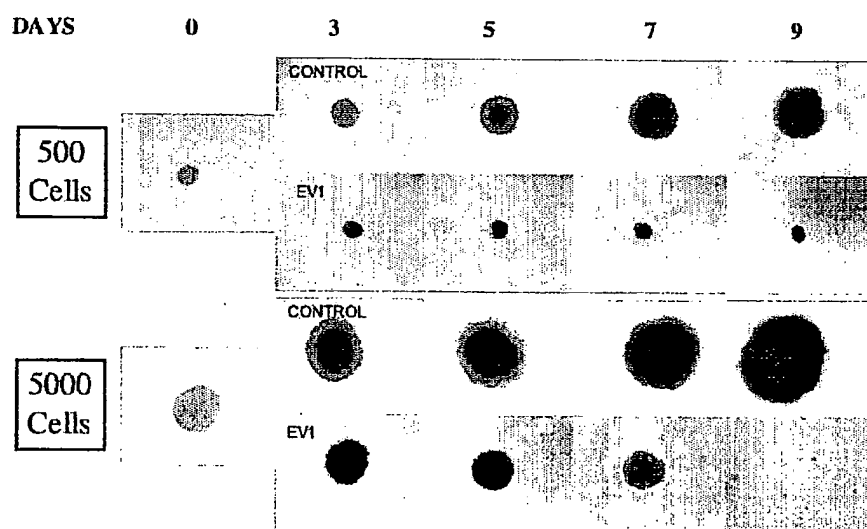 DAYS 0 3 5 7 9
CONTROL
500
Cells
EV1
CONTROL
5000
Cells
EV1